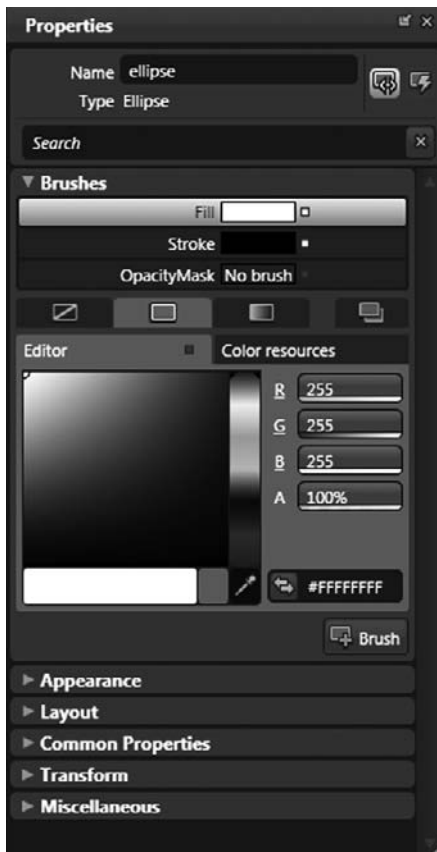 Properties
Name ellipse
Type Ellipse
Search
Brushes
Fill
Stroke
OpacityMask No brush
Editor Color resources
R 255
G 255
B 255
A 100%
#FFFFFFFF
Brush
Appearance
Layout
Common Properties
Transform
Miscellaneous